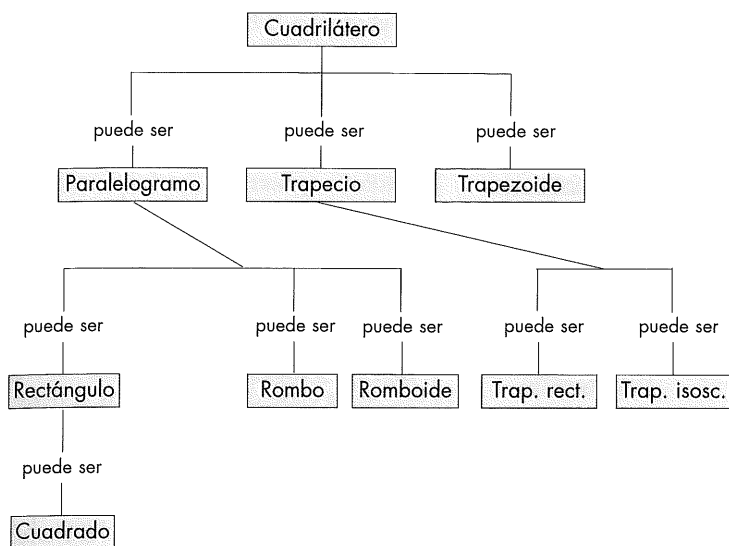 Cuadrilátero
puede ser puede ser puede ser
Paralelogramo Trapecio Trapezoide
puede ser puede ser puede ser puede ser puede ser
Rectángulo Rombo Romboide Trap. rect. Trap. isosc.
puede ser
Cuadrado